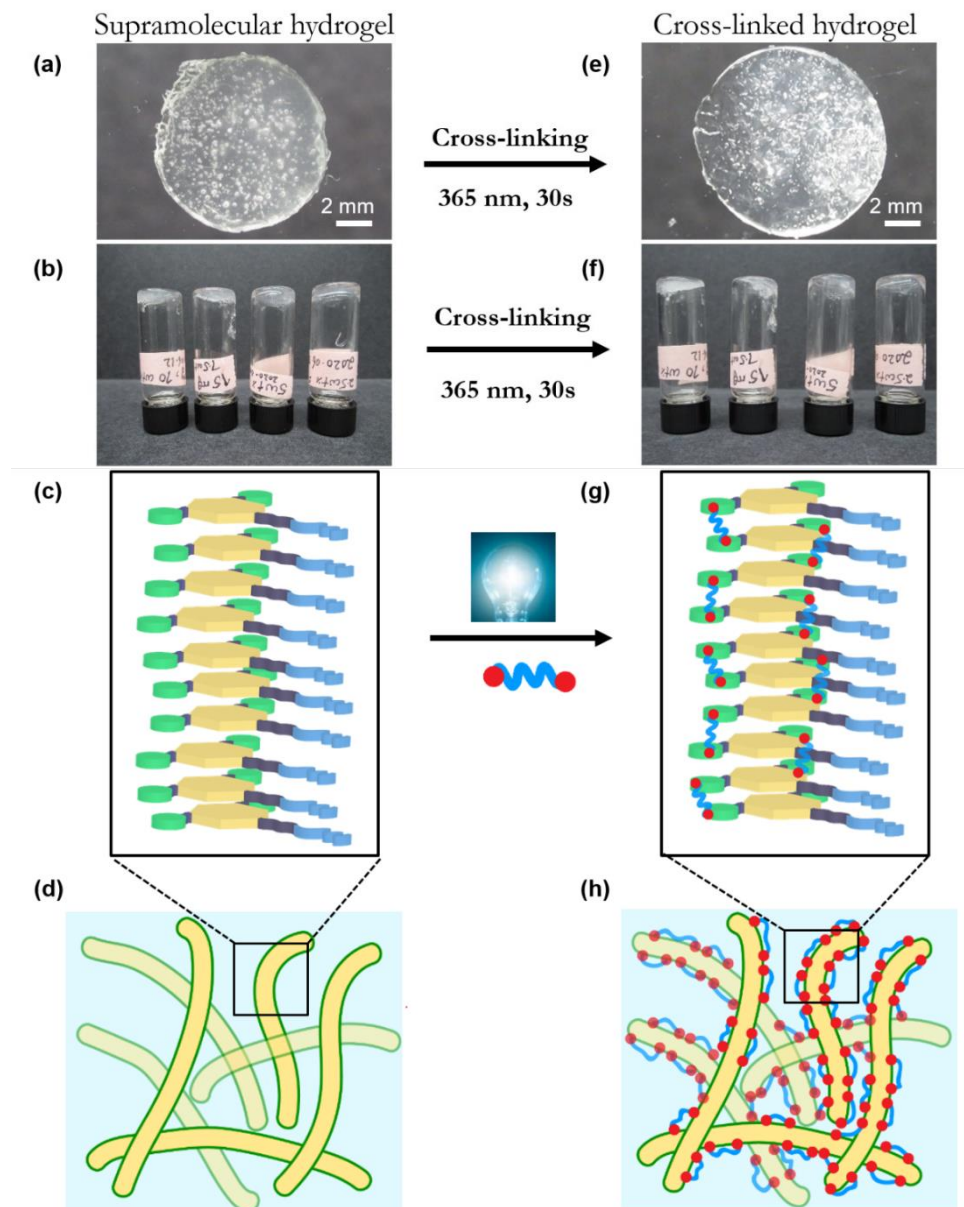 Supramolecular hydrogel
Cross-linked hydrogel
(a)
(e)
2 mm
Cross-linking
365 nm, 30s
2 mm
(b)
(f)
Cross-linking
365 nm, 30s
(c)
(g)
(d)
(h)